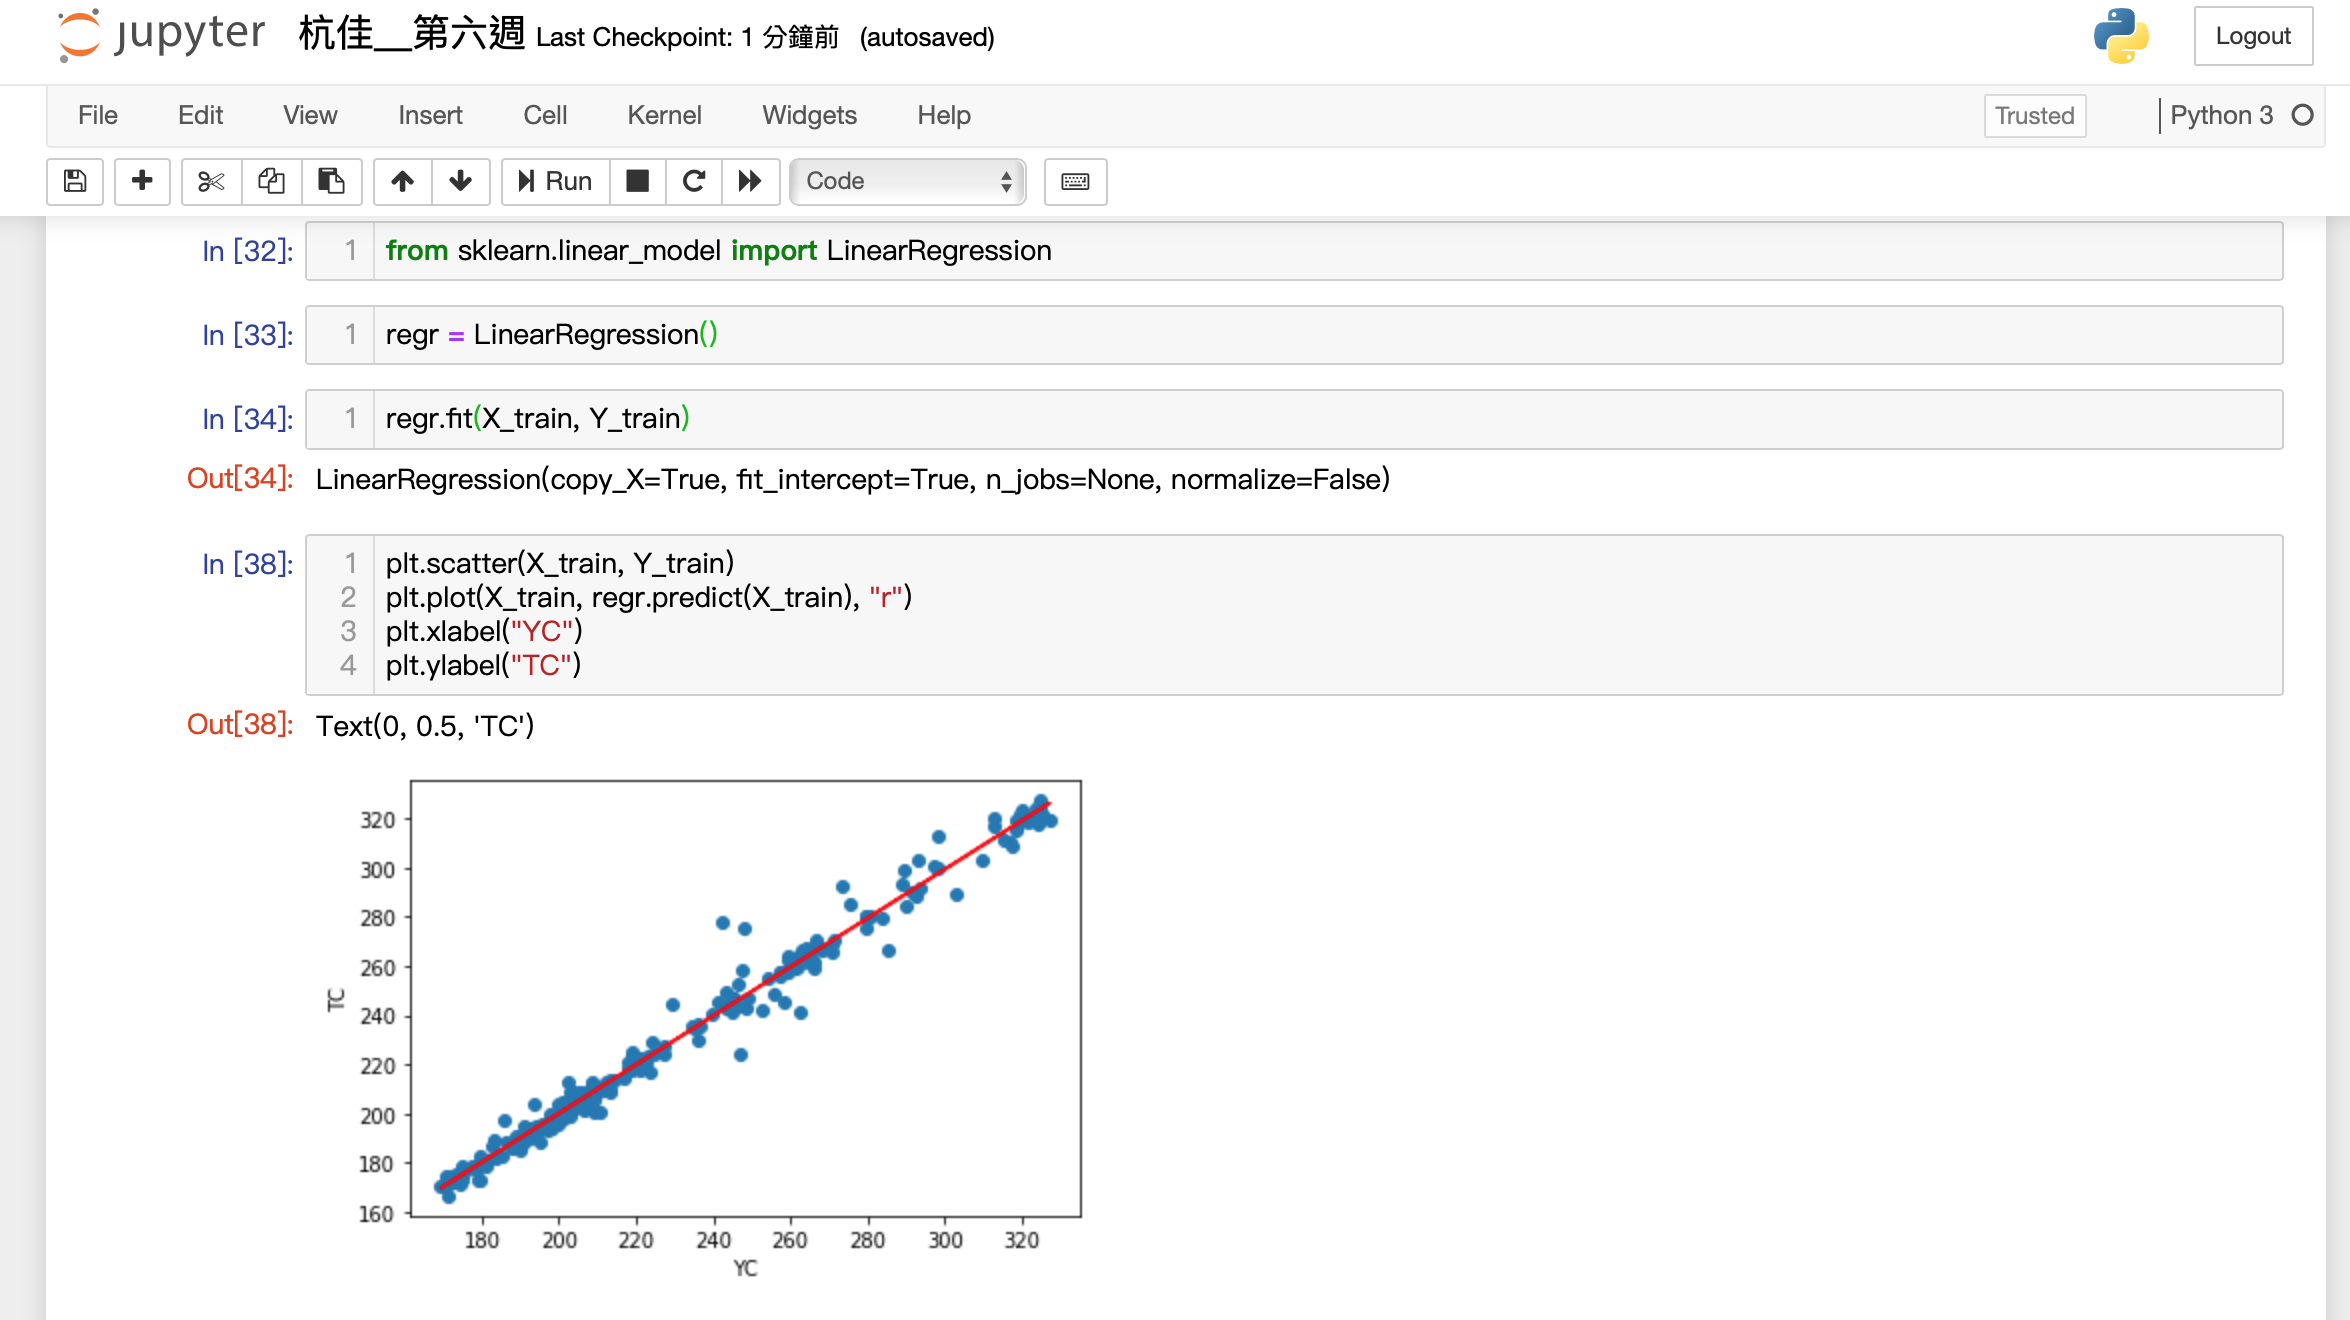 jupyter 杭佳__第六週 Last Checkpoint: 1 分鐘前 (autosaved) Logout
File Edit View Insert Cell Kernel Widgets Help Trusted Python 3
Run Code
In [32]: 1 from sklearn.linear_model import LinearRegression
In [33]: 1 regr = LinearRegression()
In [34]: 1 regr.fit(X_train, Y_train)
Out[34]: LinearRegression(copy_X=True, fit_intercept=True, n_jobs=None, normalize=False)
In [38]: 1 plt.scatter(X_train, Y_train)
2 plt.plot(X_train, regr.predict(X_train), "r")
3 plt.xlabel("YC")
4 plt.ylabel("TC")
Out[38]: Text(0, 0.5, 'TC')
320
300
280
260
TC
240
220
200
180
160
180 200 220 240 260 280 300 320
YC